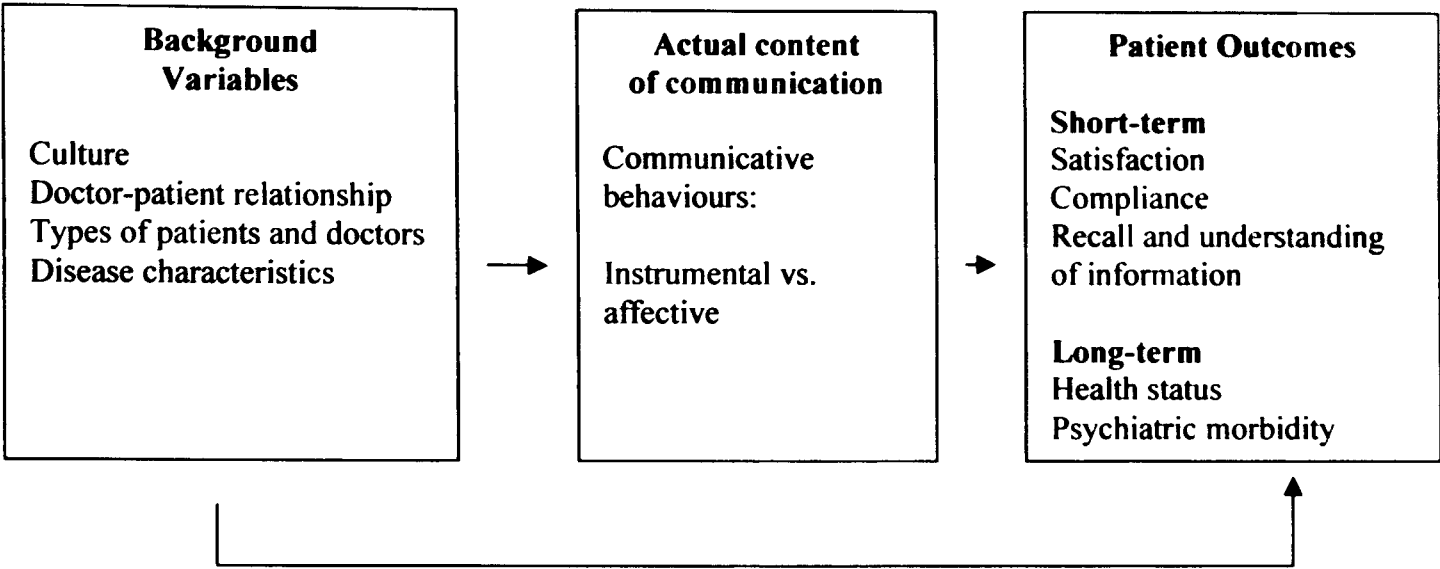 Background
Variables
Culture
Doctor-patient relationship
Types of patients and doctors
Disease characteristics
Actual content
of communication
Communicative
behaviours:
Instrumental vs.
affective
Patient Outcomes
Short-term
Satisfaction
Compliance
Recall and understanding
of information
Long-term
Health status
Psychiatric morbidity